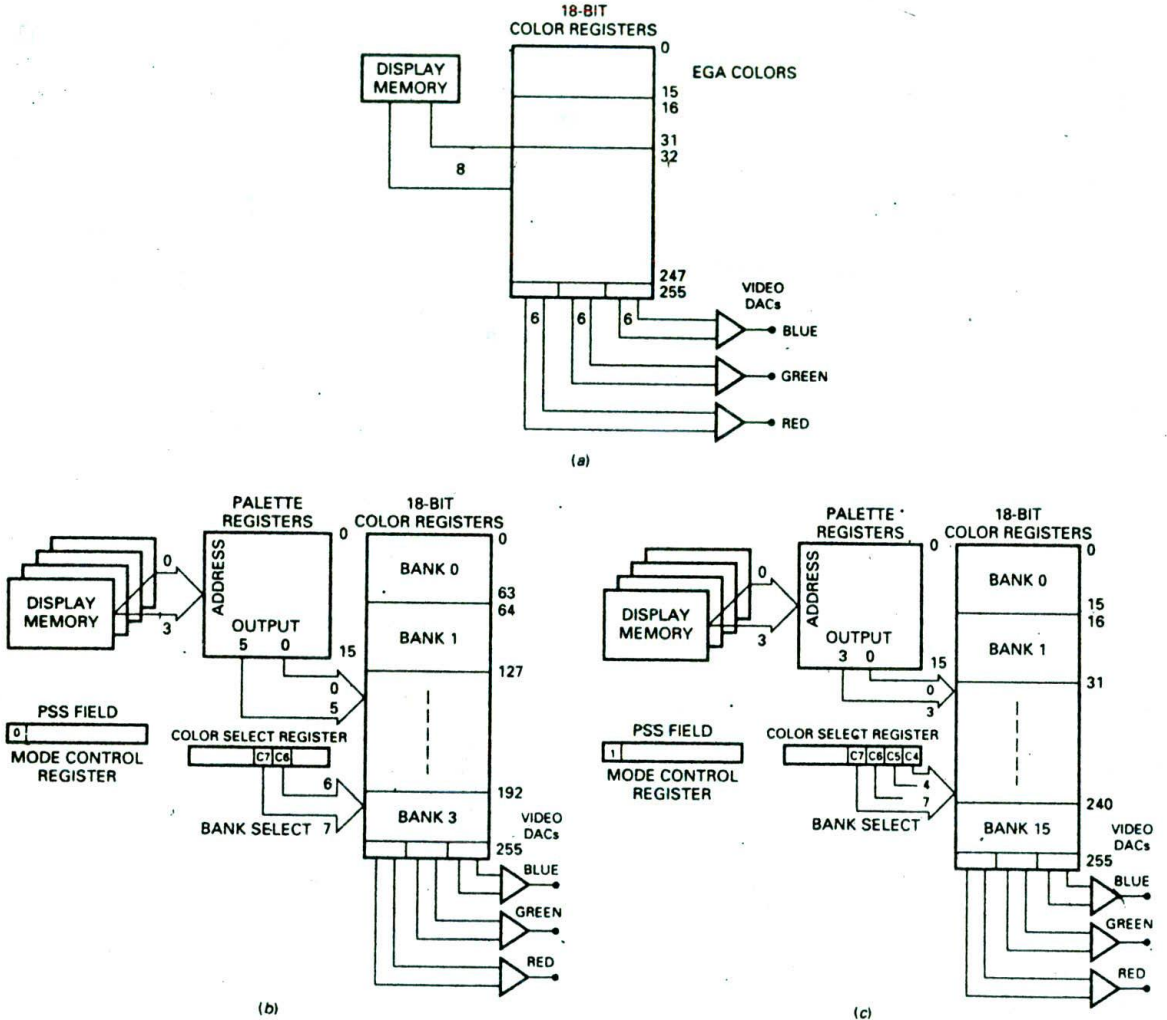 18-BIT
COLOR REGISTERS
DISPLAY
MEMORY
0
EGA COLORS
15
16
31
32
8
247
255
VIDEO
DACs
6
6
6
BLUE
GREEN
RED
(a)
PALETTE
REGISTERS
18-BIT
COLOR REGISTERS
0
0
ADDRESS
0
BANK 0
DISPLAY
MEMORY
3
63
64
OUTPUT
5 0
15
BANK 1
0
5
127
PSS FIELD
0
MODE CONTROL
REGISTER
COLOR SELECT REGISTER
C7 C6
6
BANK SELECT 7
192
BANK 3
VIDEO
DACs
255
BLUE
GREEN
RED
(b)
PALETTE
REGISTERS
18-BIT
COLOR REGISTERS
0
0
ADDRESS
0
BANK 0
DISPLAY
MEMORY
3
15
16
OUTPUT
3 0
15
BANK 1
0
3
31
PSS FIELD
1
MODE CONTROL
REGISTER
COLOR SELECT REGISTER
C7 C6 C5 C4
4
7
BANK SELECT
240
BANK 15
VIDEO
DACs
255
BLUE
GREEN
RED
(c)